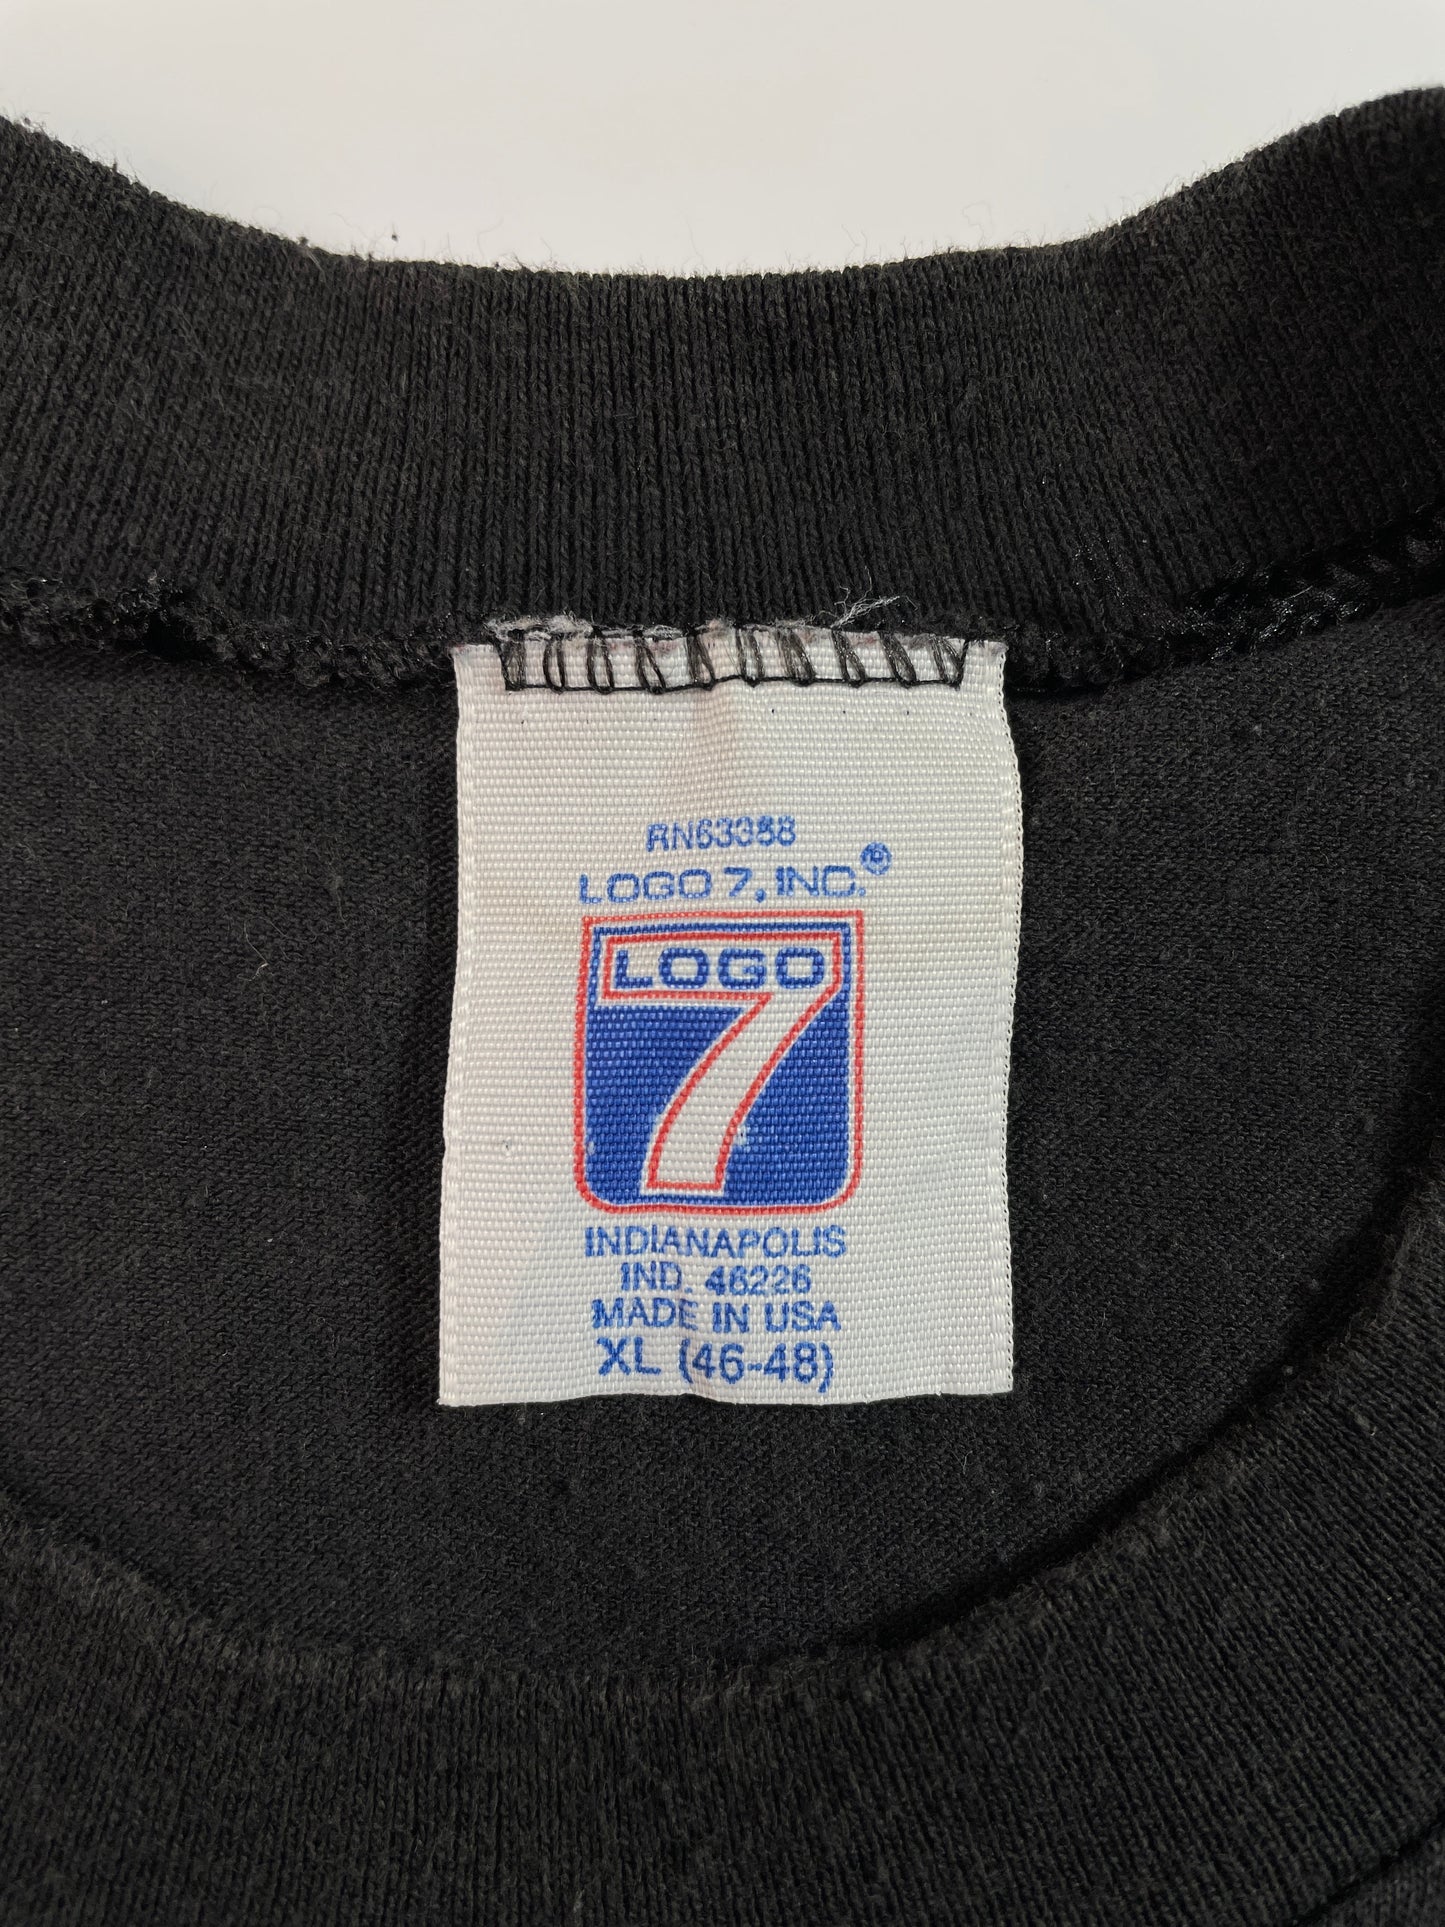 RN63388
LOGO 7, INC.®
LOGO
7
INDIANAPOLIS
IND. 46226
MADE IN USA
XL (46-48)